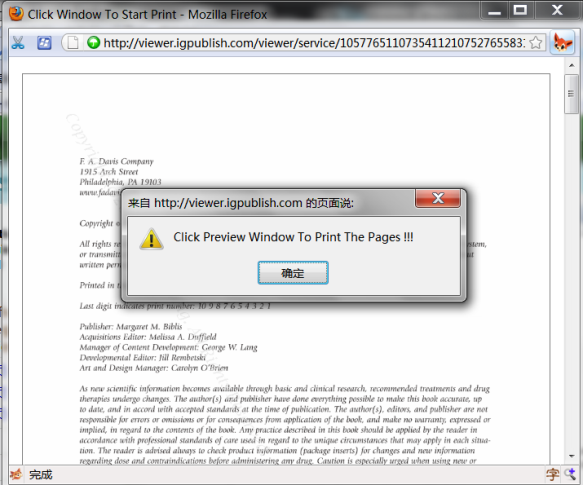 Click Window To Start Print - Mozilla Firefox
http://viewer.igpublish.com/viewer/service/1057765110735411210752765583
Copyri
F. A. Davis Company
1915 Arch Street
Philadelphia, PA 19103
www.fadavi
来自 http://viewer.igpublish.com 的页面说:
Click Preview Window To Print The Pages !!!
确定
Copyright
All rights re
tem,
or transmitt
t
written perm
Printed in t
Last digit indicates print number: 10 9 8 7 6 5 4 3 2 1
Publisher: Margaret M. Biblis
Acquisitions Editor: Melissa A. Duffield
Manager of Content Development: George W. Lang
Developmental Editor: Jill Rembetski
Art and Design Manager: Carolyn O'Brien
As new scientific information becomes available through basic and clinical research, recommended treatments and drug
therapies undergo changes. The author(s) and publisher have done everything possible to make this book accurate, up
to date, and in accord with accepted standards at the time of publication. The author(s), editors, and publisher are not
responsible for errors or omissions or for consequences from application of the book, and make no warranty, expressed or
implied, in regard to the contents of the book. Any practice described in this book should be applied by the reader in
accordance with professional standards of care used in regard to the unique circumstances that may apply in each situa-
tion. The reader is advised always to check product information (package inserts) for changes and new information
regarding dose and contraindications before administering any drug. Caution is especially urged when using new or
完成
字